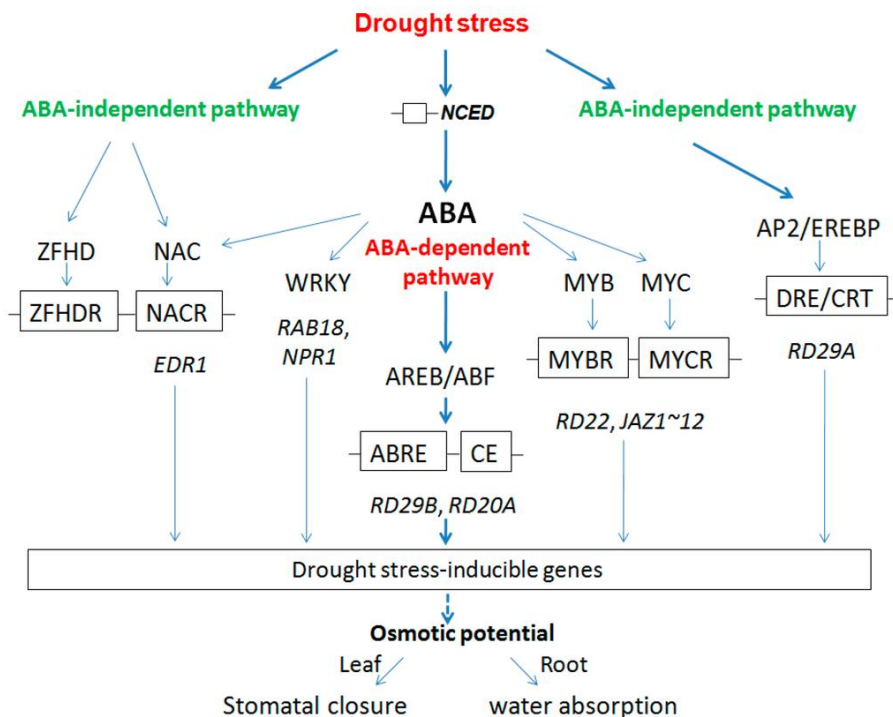 Drought stress
ABA-independent pathway
NCED
ABA-independent pathway
ABA
ABA-dependent
pathway
ZFHD
NAC
WRKY
MYB
MYC
AP2/EREBP
ZFHDR
NACR
RAB18,
NPR1
MYBR
MYCR
DRE/CRT
EDR1
AREB/ABF
RD29A
ABRE
CE
RD22, JAZ1~12
RD29B, RD20A
Drought stress-inducible genes
Osmotic potential
Leaf
Root
Stomatal closure
water absorption